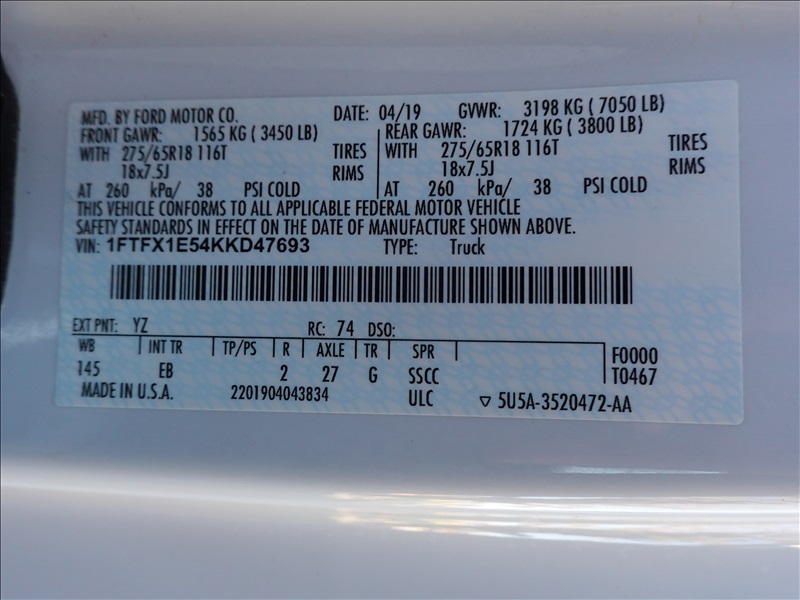 MFD. BY FORD MOTOR CO. DATE: 04/19 GVWR: 3198 KG ( 7050 LB)
FRONT GAWR: 1565 KG ( 3450 LB) REAR GAWR: 1724 KG ( 3800 LB)
WITH 275/65R18 116T TIRES WITH 275/65R18 116T TIRES
18x7.5J RIMS 18x7.5J RIMS
AT 260 kPa/ 38 PSI COLD AT 260 kPa/ 38 PSI COLD
THIS VEHICLE CONFORMS TO ALL APPLICABLE FEDERAL MOTOR VEHICLE
SAFETY STANDARDS IN EFFECT ON THE DATE OF MANUFACTURE SHOWN ABOVE.
VIN: 1FTFX1E54KKD47693 TYPE: Truck
EXT PNT: YZ RC: 74 DSO:
WB INT TR TP/PS R AXLE TR SPR F0000
145 EB 2 27 G SSCC T0467
MADE IN U.S.A. 2201904043834 ULC ▽ 5U5A-3520472-AA